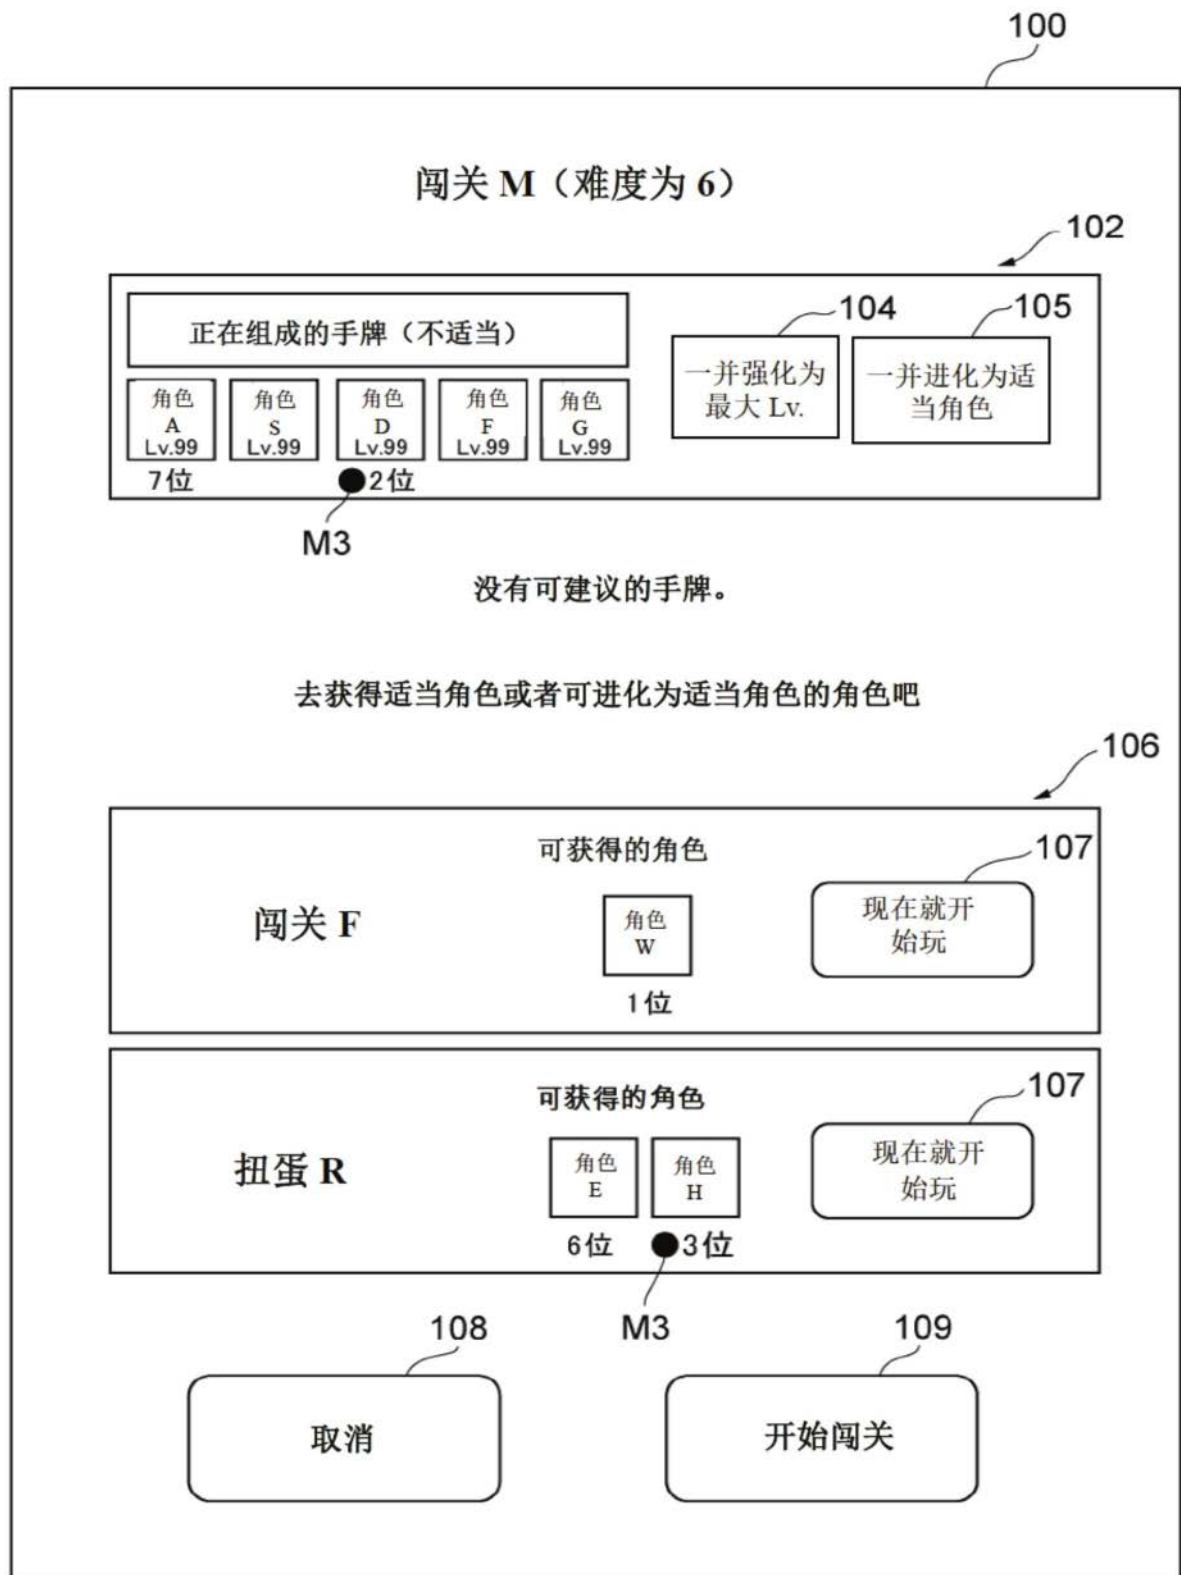 100
闯关 M（难度为 6）
102
正在组成的手牌（不适当）
104
105
一并强化为
最大 Lv.
一并进化为适
当角色
角色
A
Lv.99
角色
S
Lv.99
角色
D
Lv.99
角色
F
Lv.99
角色
G
Lv.99
7位
2位
M3
没有可建议的手牌。
去获得适当角色或者可进化为适当角色的角色吧
106
可获得的角色
107
闯关 F
角色
W
现在就开
始玩
1位
可获得的角色
107
扭蛋 R
角色
E
角色
H
现在就开
始玩
6位
3位
M3
108
109
取消
开始闯关